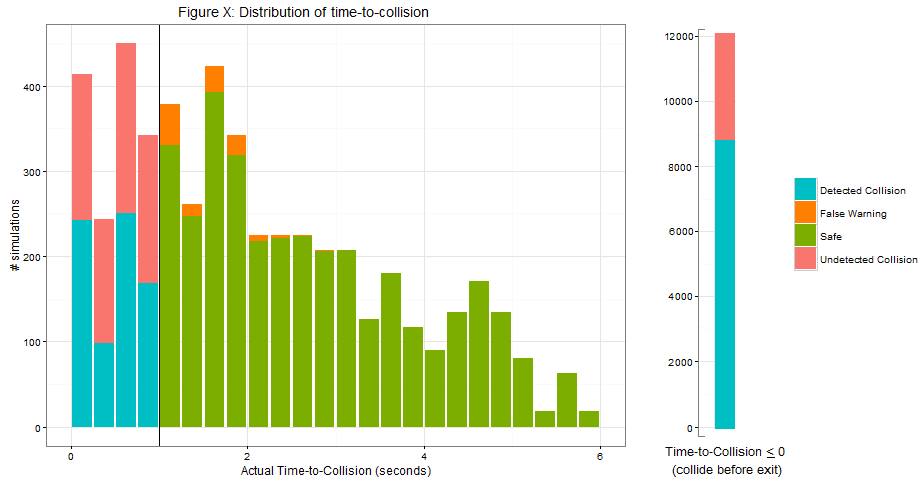 Figure X: Distribution of time-to-collision
# simulations
400
300
200
100
0
0
2
4
6
Actual Time-to-Collision (seconds)
12000
10000
8000
6000
4000
2000
0
Time-to-Collision ≤ 0
(collide before exit)
Detected Collision
False Warning
Safe
Undetected Collision